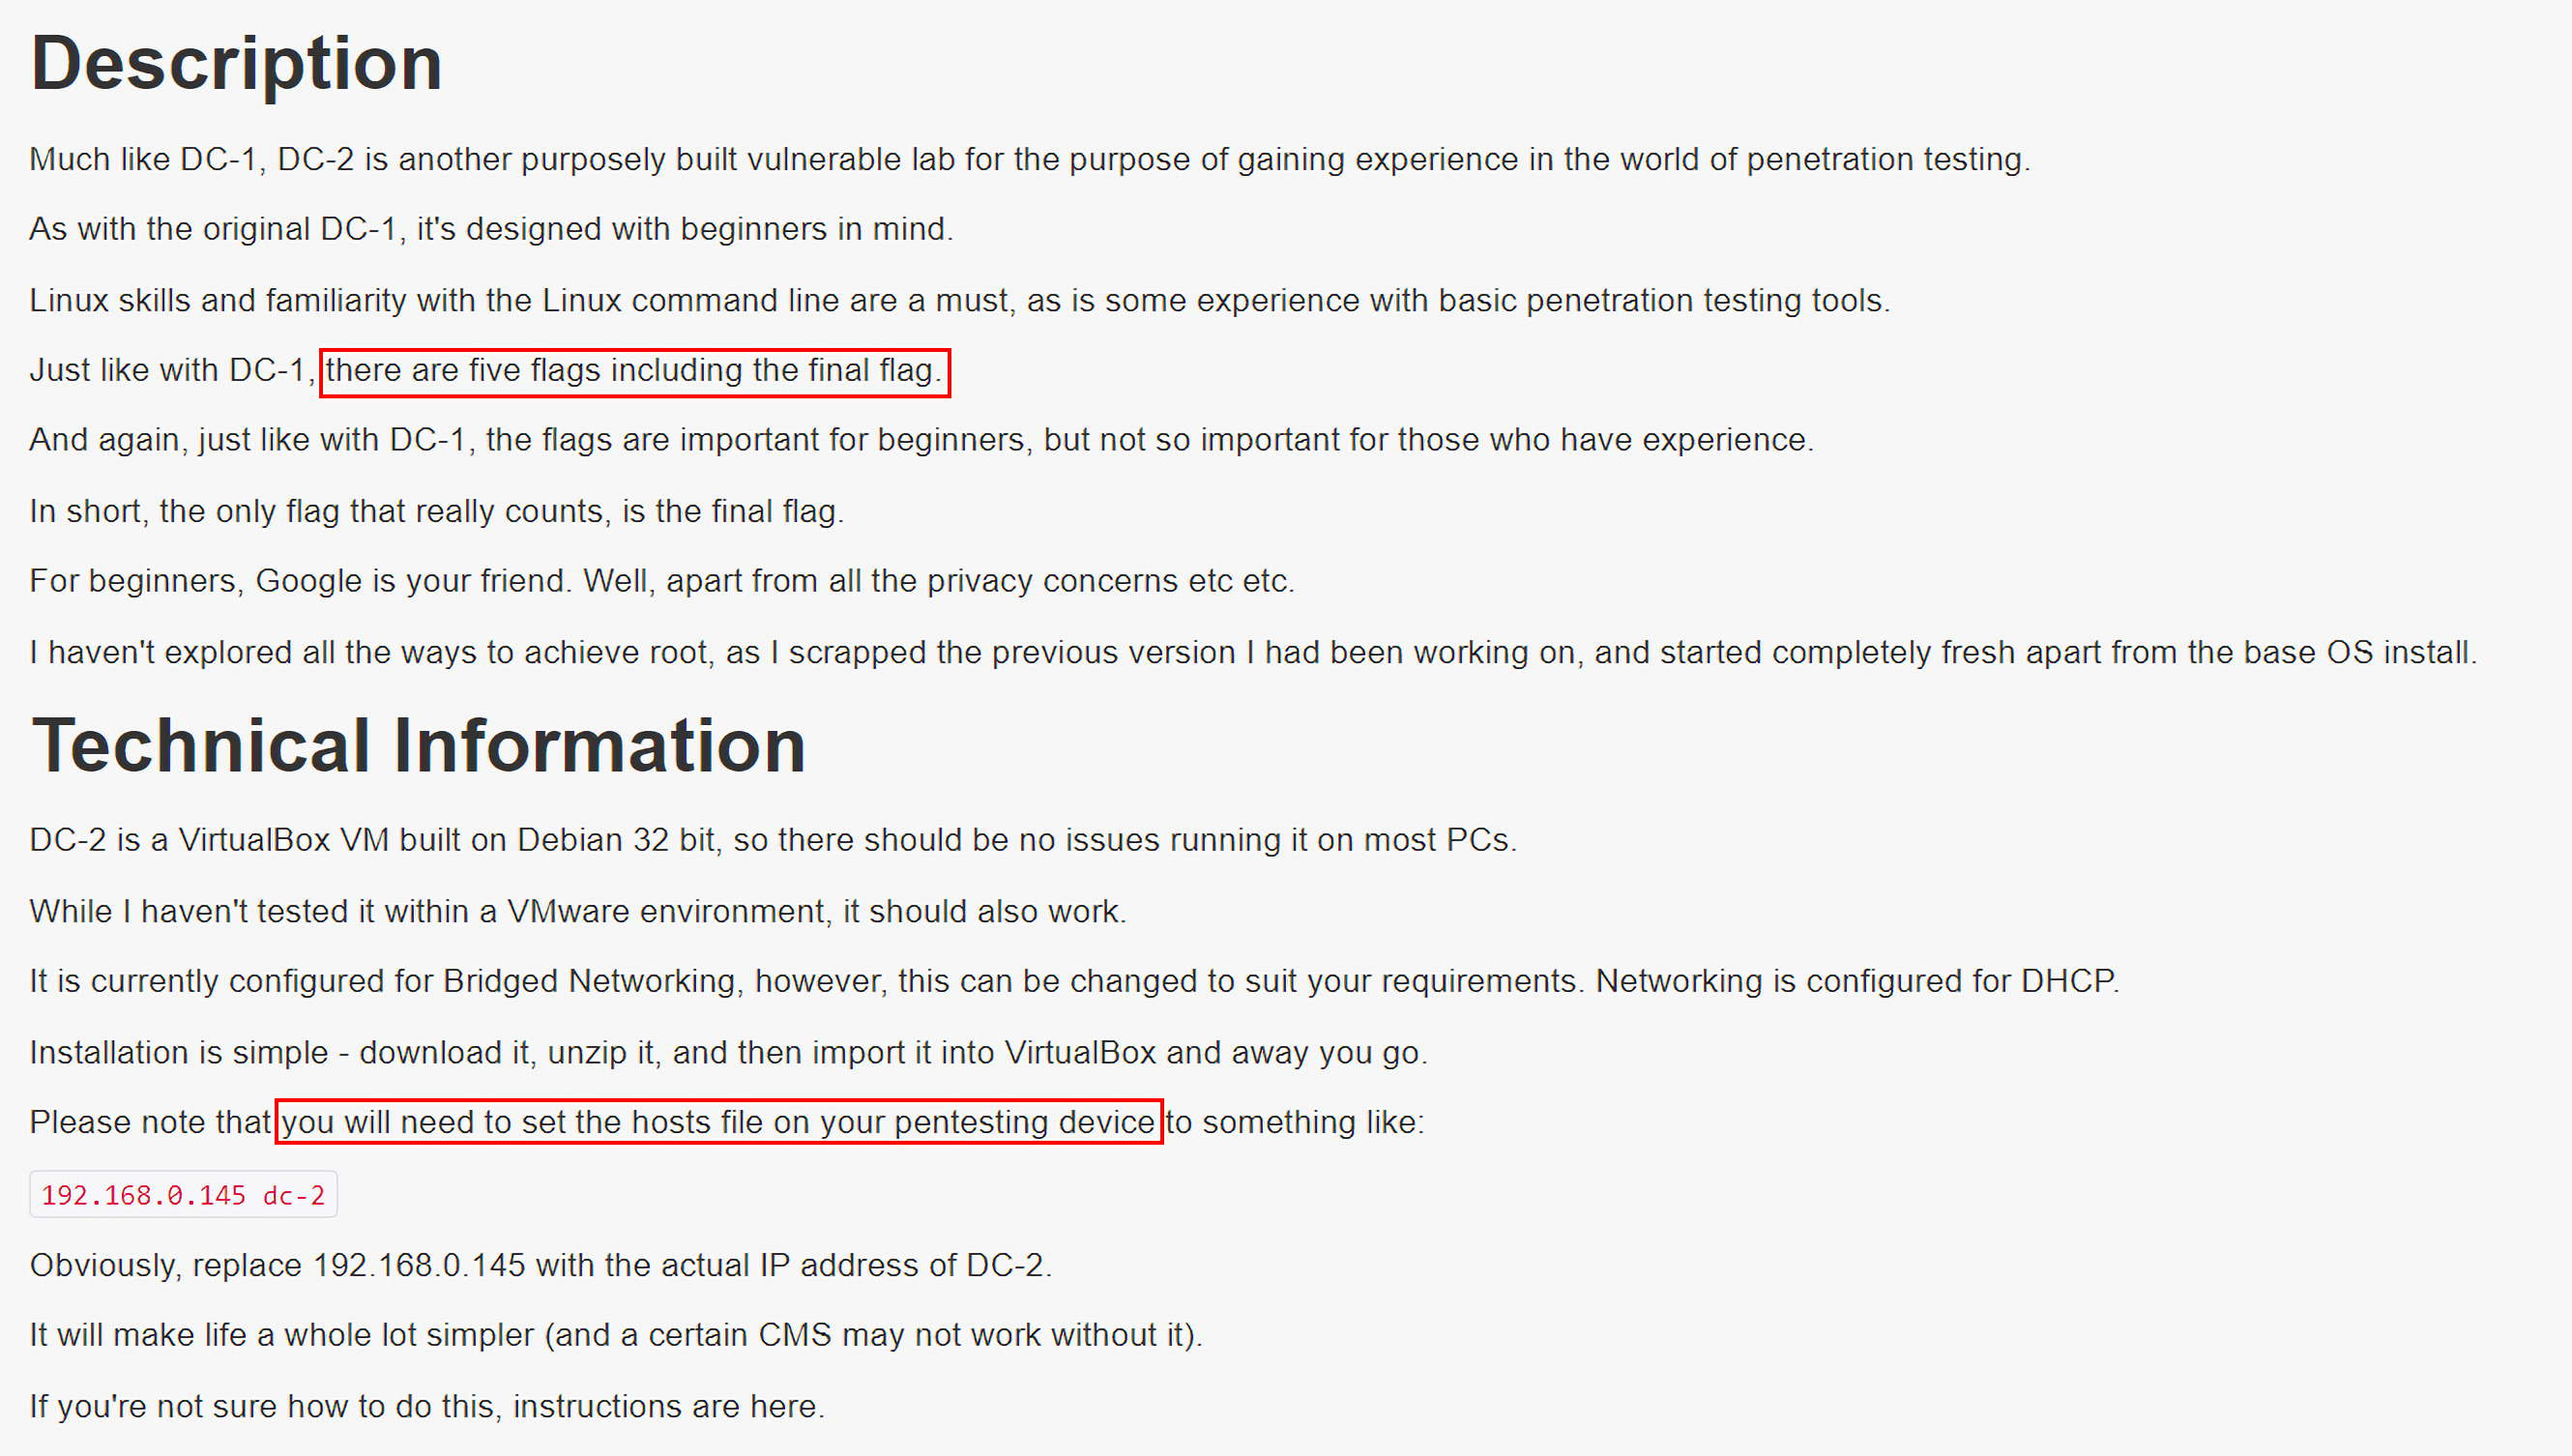 Description
Much like DC-1, DC-2 is another purposely built vulnerable lab for the purpose of gaining experience in the world of penetration testing.
As with the original DC-1, it's designed with beginners in mind.
Linux skills and familiarity with the Linux command line are a must, as is some experience with basic penetration testing tools.
Just like with DC-1, there are five flags including the final flag.
And again, just like with DC-1, the flags are important for beginners, but not so important for those who have experience.
In short, the only flag that really counts, is the final flag.
For beginners, Google is your friend. Well, apart from all the privacy concerns etc etc.
I haven't explored all the ways to achieve root, as I scrapped the previous version I had been working on, and started completely fresh apart from the base OS install.
Technical Information
DC-2 is a VirtualBox VM built on Debian 32 bit, so there should be no issues running it on most PCs.
While I haven't tested it within a VMware environment, it should also work.
It is currently configured for Bridged Networking, however, this can be changed to suit your requirements. Networking is configured for DHCP.
Installation is simple - download it, unzip it, and then import it into VirtualBox and away you go.
Please note that you will need to set the hosts file on your pentesting device to something like:
192.168.0.145 dc-2
Obviously, replace 192.168.0.145 with the actual IP address of DC-2.
It will make life a whole lot simpler (and a certain CMS may not work without it).
If you're not sure how to do this, instructions are here.